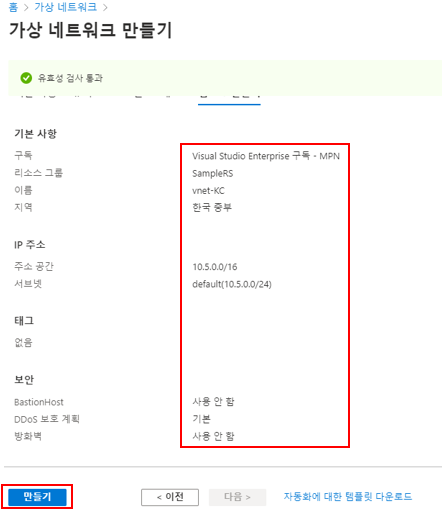 홈 > 가상 네트워크 >
가상 네트워크 만들기
유효성 검사 통과
기본 사항
구독 Visual Studio Enterprise 구독 - MPN
리소스 그룹 SampleRS
이름 vnet-KC
지역 한국 중부
IP 주소
주소 공간 10.5.0.0/16
서브넷 default(10.5.0.0/24)
태그
없음
보안
BastionHost 사용 안 함
DDoS 보호 계획 기본
방화벽 사용 안 함
만들기 < 이전 다음 > 자동화에 대한 템플릿 다운로드